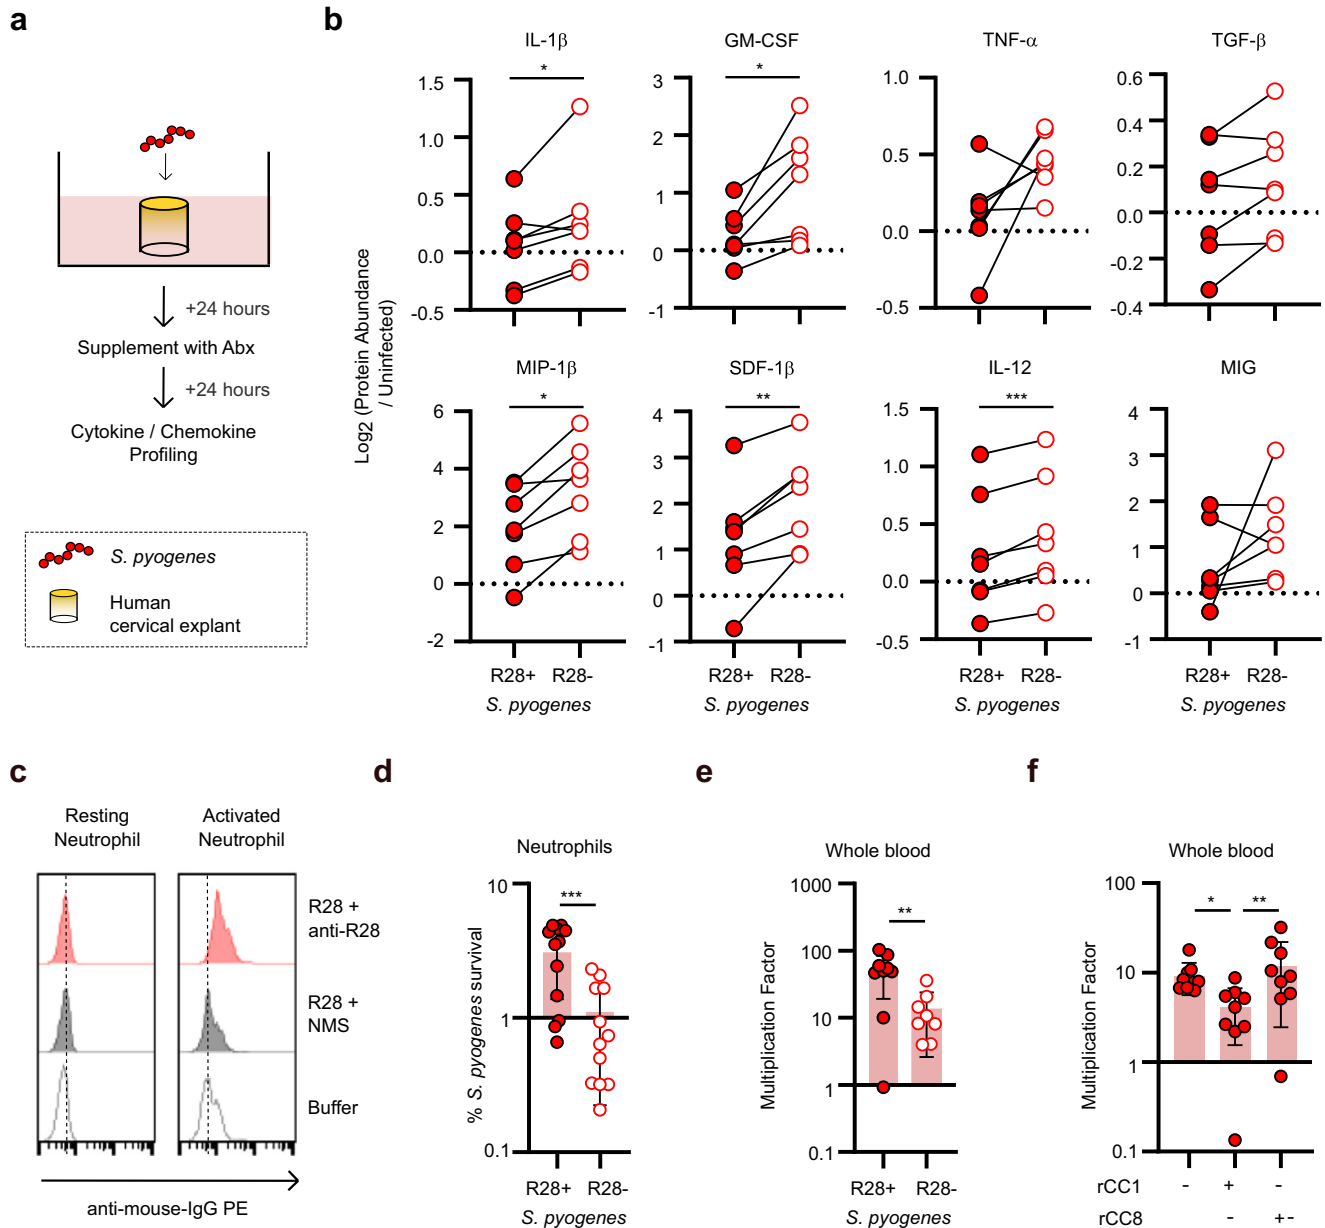 a
+24 hours
Supplement with Abx
+24 hours
Cytokine / Chemokine
Profiling
S. pyogenes
Human
cervical explant
b
Log2 (Protein Abundance
/ Uninfected)
IL-1β
*
1.5
1.0
0.5
0.0
-0.5
GM-CSF
*
3
2
1
0
-1
TNF-α
1.0
0.5
0.0
-0.5
TGF-β
0.6
0.4
0.2
0.0
-0.2
-0.4
MIP-1β
*
6
4
2
0
-2
R28+ R28-
S. pyogenes
SDF-1β
**
4
3
2
1
0
-1
R28+ R28-
S. pyogenes
IL-12
***
1.5
1.0
0.5
0.0
-0.5
R28+ R28-
S. pyogenes
MIG
4
3
2
1
0
-1
R28+ R28-
S. pyogenes
c
Resting
Neutrophil
Activated
Neutrophil
R28 +
anti-R28
R28 +
NMS
Buffer
anti-mouse-IgG PE
d
Neutrophils
***
% S. pyogenes survival
10
1
0.1
R28+ R28-
S. pyogenes
e
Whole blood
**
Multiplication Factor
1000
100
10
1
0.1
R28+ R28-
S. pyogenes
f
Whole blood
* **
Multiplication Factor
100
10
1
0.1
rCC1 - + -
rCC8 - +-